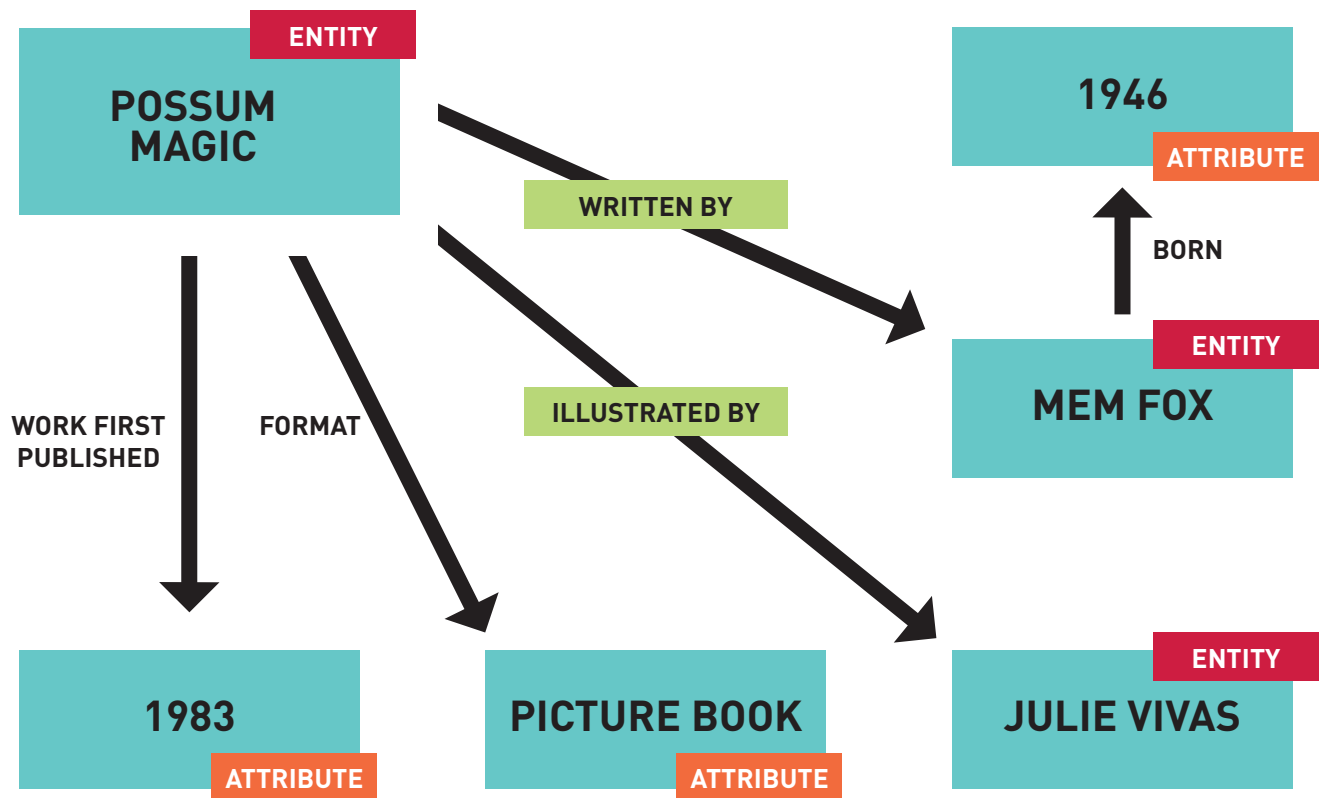 ENTITY
POSSUM
MAGIC
1946
ATTRIBUTE
WRITTEN BY
BORN
ENTITY
MEM FOX
WORK FIRST
PUBLISHED
FORMAT
ILLUSTRATED BY
1983
ATTRIBUTE
PICTURE BOOK
ATTRIBUTE
ENTITY
JULIE VIVAS